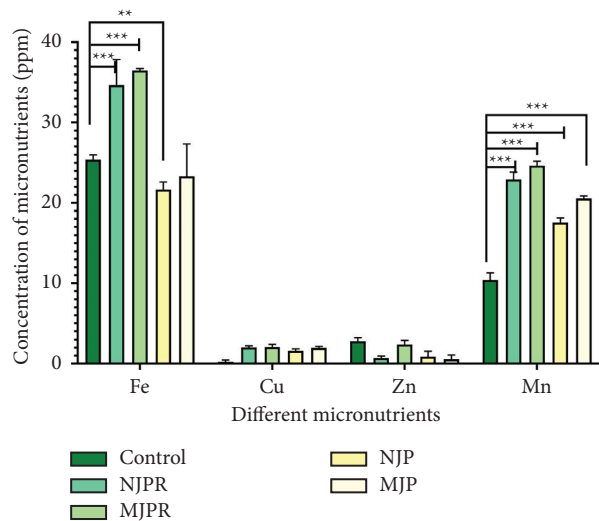 Concentration of micronutrients (ppm)
40
30
20
10
0
**
***
***
***
***
***
***
Fe
Cu
Zn
Mn
Different micronutrients
Control
NJPR
MJPR
NJP
MJP